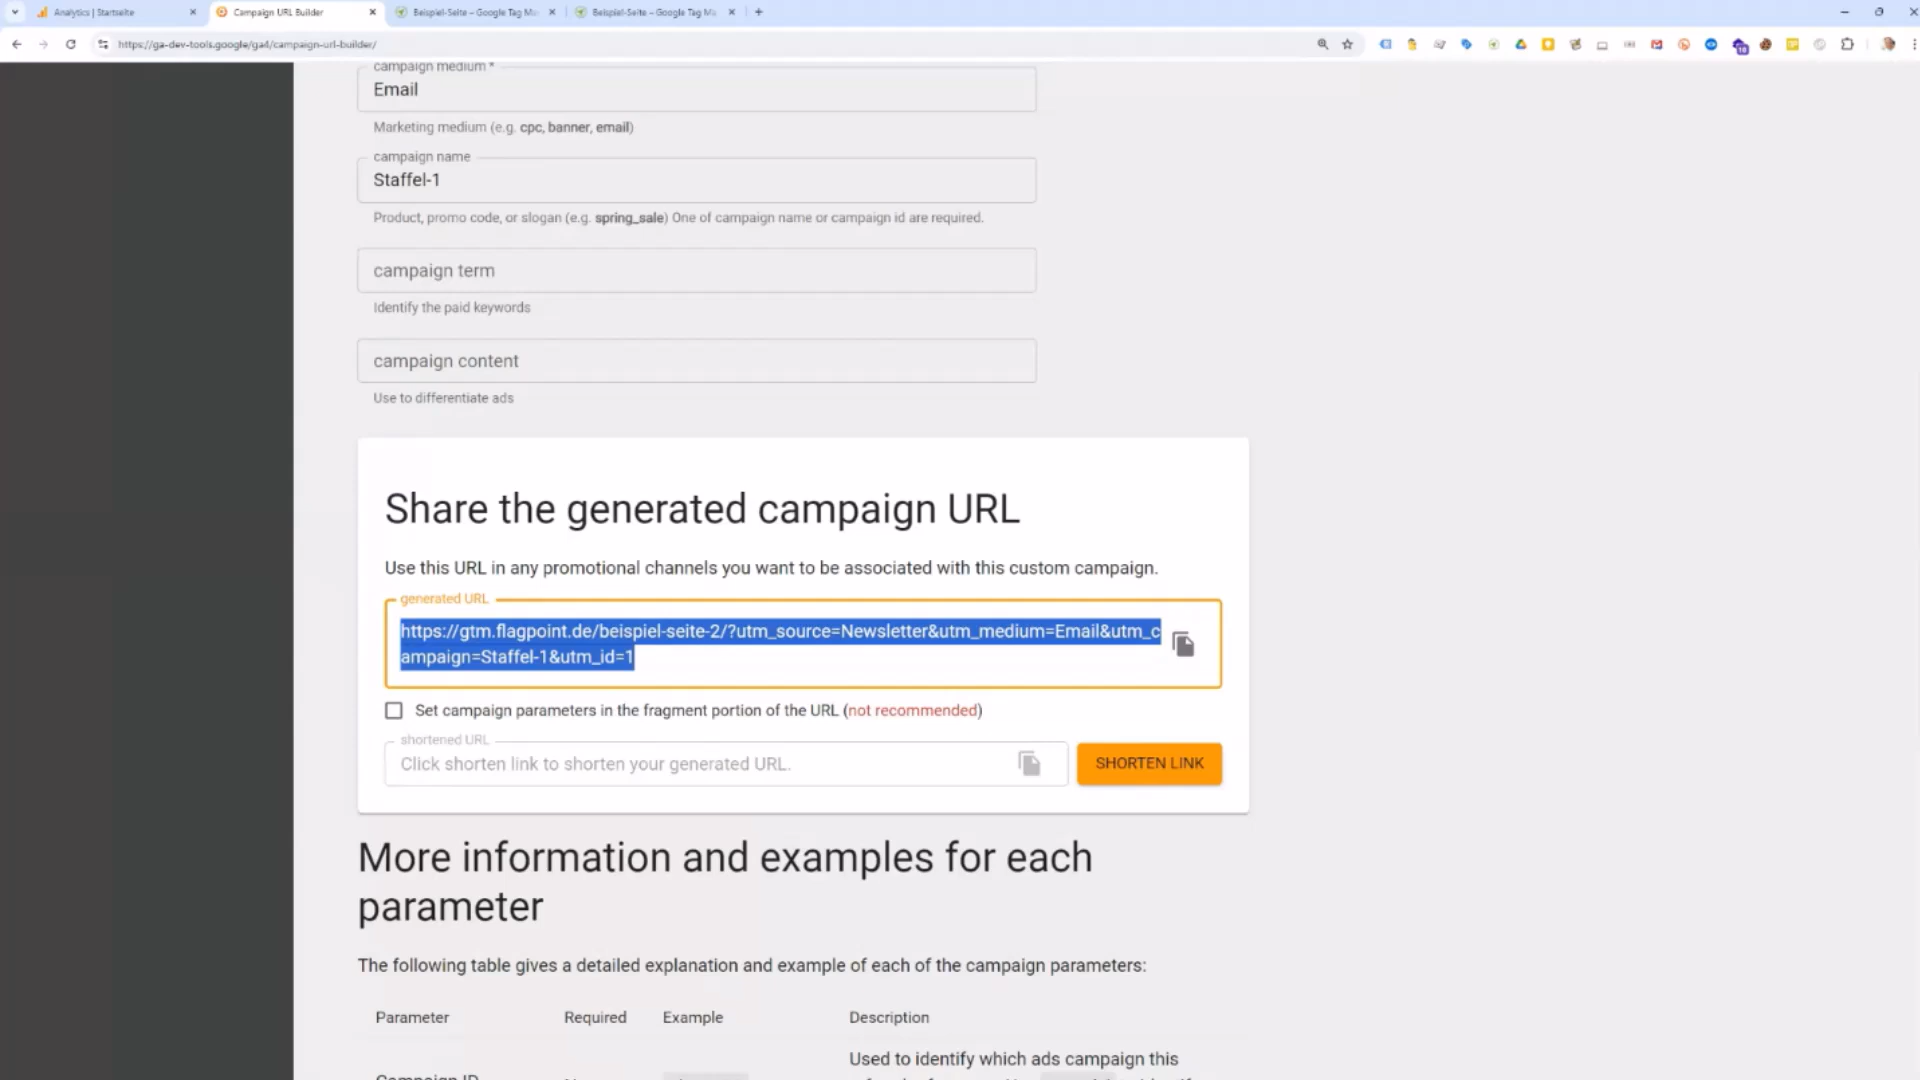 Analytics | Startseite
Campaign URL Builder
Beispiel-Seite – Google Tag Ma
Beispiel-Seite – Google Tag Ma
https://ga-dev-tools.google/ga4/campaign-url-builder/
campaign medium *
Email
Marketing medium (e.g. cpc, banner, email)
campaign name
Staffel-1
Product, promo code, or slogan (e.g. spring_sale) One of campaign name or campaign id are required.
campaign term
Identify the paid keywords
campaign content
Use to differentiate ads
Share the generated campaign URL
Use this URL in any promotional channels you want to be associated with this custom campaign.
generated URL
https://gtm.flagpoint.de/beispiel-seite-2/?utm_source=Newsletter&utm_medium=Email&utm_c
ampaign=Staffel-1&utm_id=1
Set campaign parameters in the fragment portion of the URL (not recommended)
shortened URL
Click shorten link to shorten your generated URL.
SHORTEN LINK
More information and examples for each
parameter
The following table gives a detailed explanation and example of each of the campaign parameters:
Parameter Required Example Description
Used to identify which ads campaign this
Campaign ID